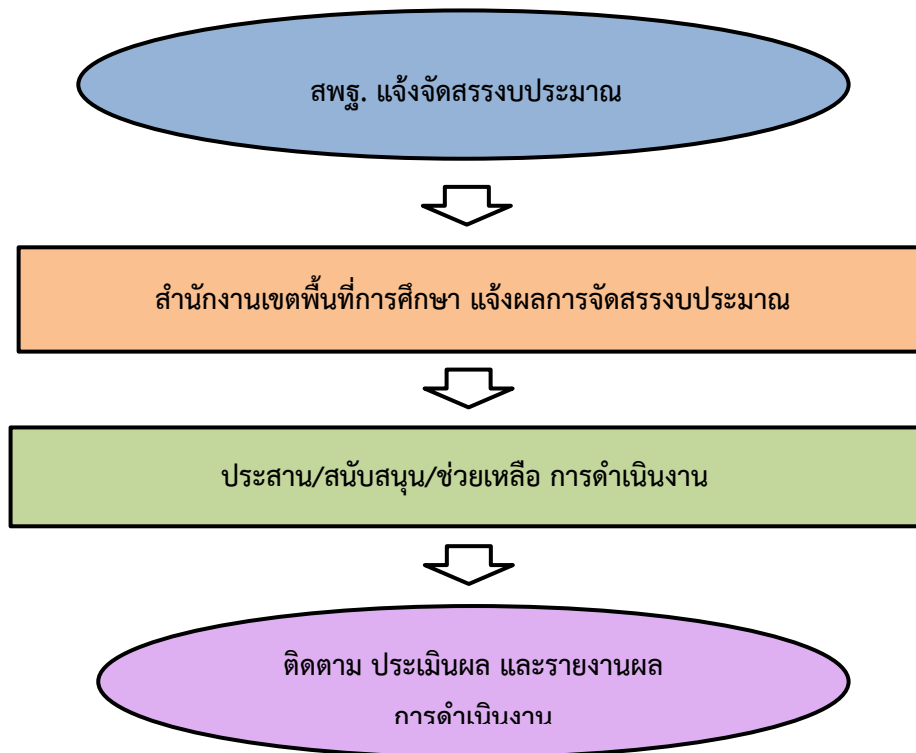 สพฐ. แจ้งจัดสรรงบประมาณ
สำนักงานเขตพื้นที่การศึกษา แจ้งผลการจัดสรรงบประมาณ
ประสาน/สนับสนุน/ช่วยเหลือ การดำเนินงาน
ติดตาม ประเมินผล และรายงานผล
การดำเนินงาน